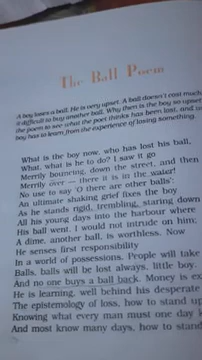 The Ball Poem
A boy loses a ball. He is very upset. A ball doesn't cost much
it difficult to buy another ball. Why then is the boy so upset
the poem to see what the poet thinks has been lost, and
boy has to learn from the experience of losing something.
What is the boy now, who has lost his ball,
What, what is he to do? I saw it go
Merrily bouncing, down the street, and then
Merrily over — there it is in the water!
No use to say 'O there are other balls':
An ultimate shaking grief fixes the boy
As he stands rigid, trembling, staring down
All his young days into the harbour where
His ball went. I would not intrude on him;
A dime, another ball, is worthless. Now
He senses first responsibility
In a world of possessions. People will take
Balls, balls will be lost always, little boy.
And no one buys a ball back. Money is
He is learning, well behind his desperate
The epistemology of loss, how to stand up
Knowing what every man must one day
And most know many days, how to stand